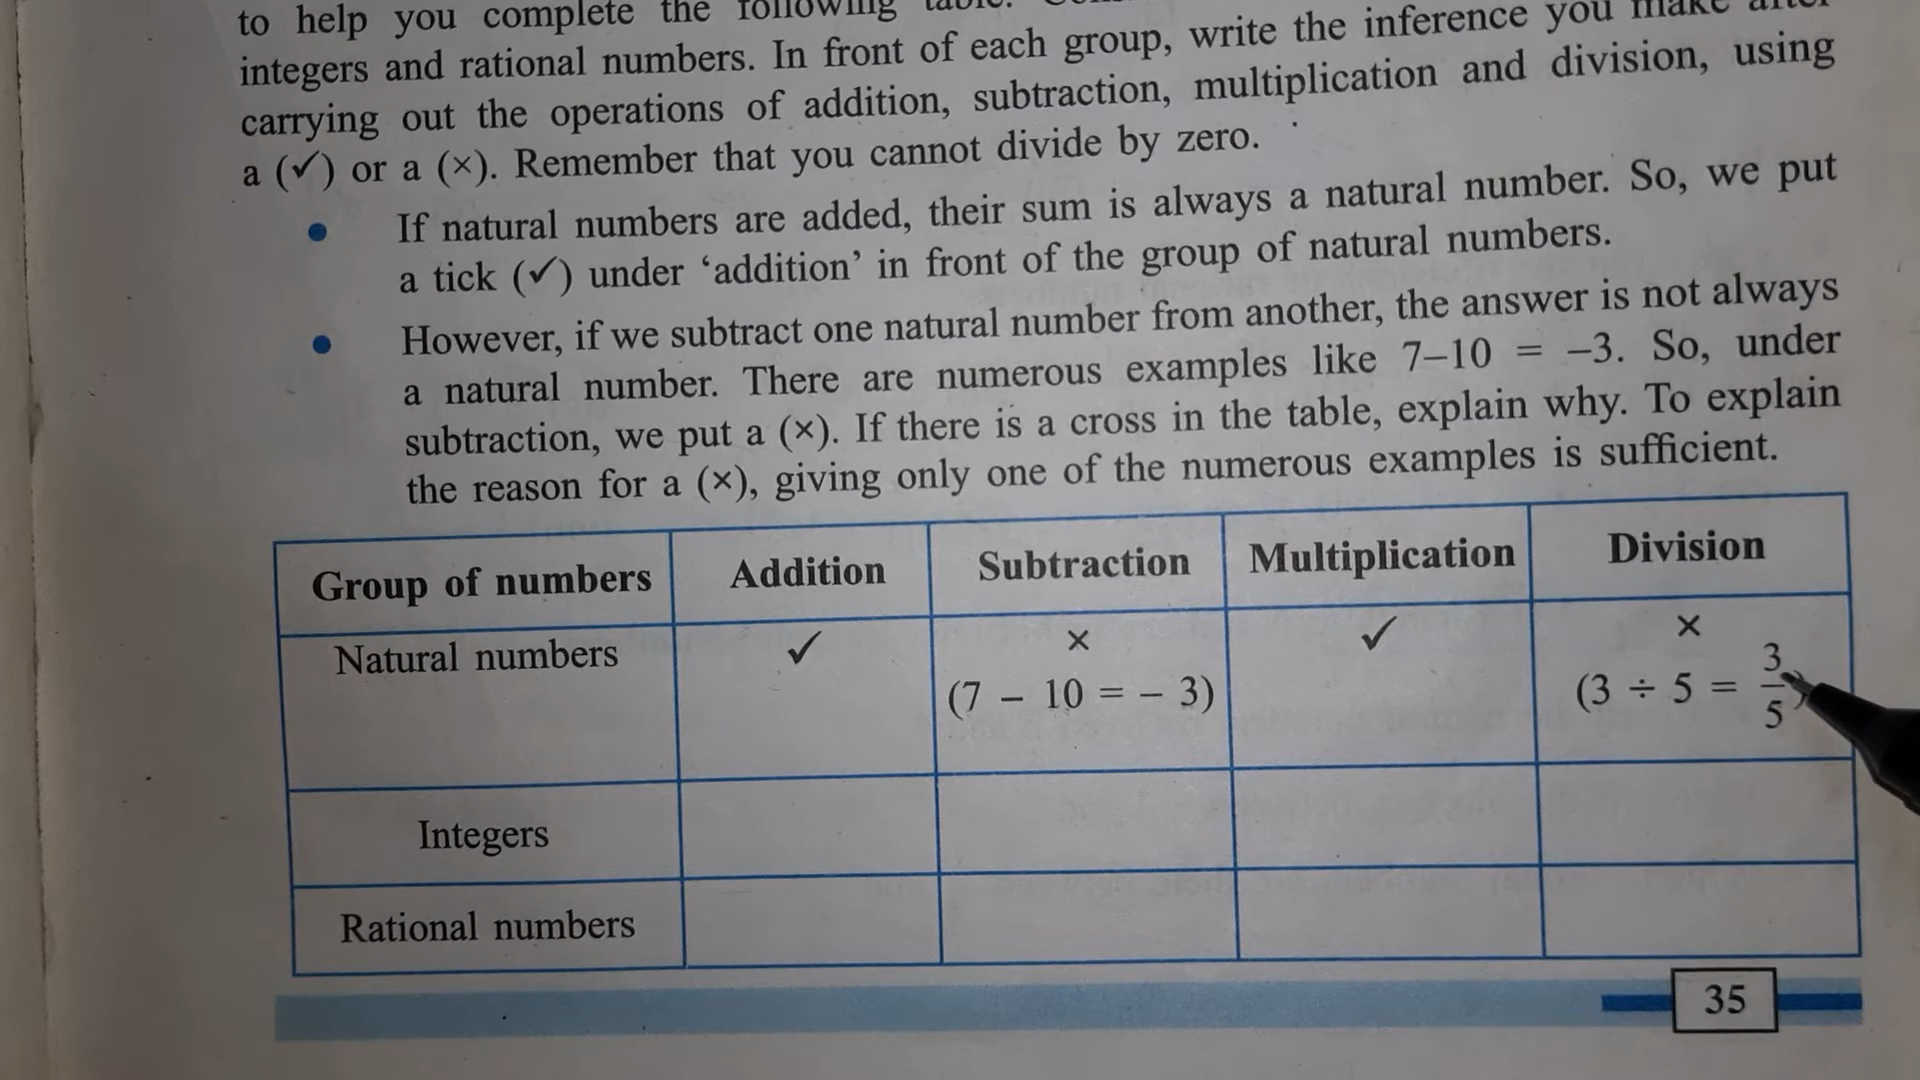 to help you complete the following table.
integers and rational numbers. In front of each group, write the inference you make after
carrying out the operations of addition, subtraction, multiplication and division, using
a (✓) or a (×). Remember that you cannot divide by zero.
• If natural numbers are added, their sum is always a natural number. So, we put
a tick (✓) under ‘addition’ in front of the group of natural numbers.
• However, if we subtract one natural number from another, the answer is not always
a natural number. There are numerous examples like 7–10 = –3. So, under
subtraction, we put a (×). If there is a cross in the table, explain why. To explain
the reason for a (×), giving only one of the numerous examples is sufficient.
Group of numbers Addition Subtraction Multiplication Division
Natural numbers ✓ × ✓ ×
(7 – 10 = – 3) (3 ÷ 5 = 3/5)
Integers
Rational numbers
35